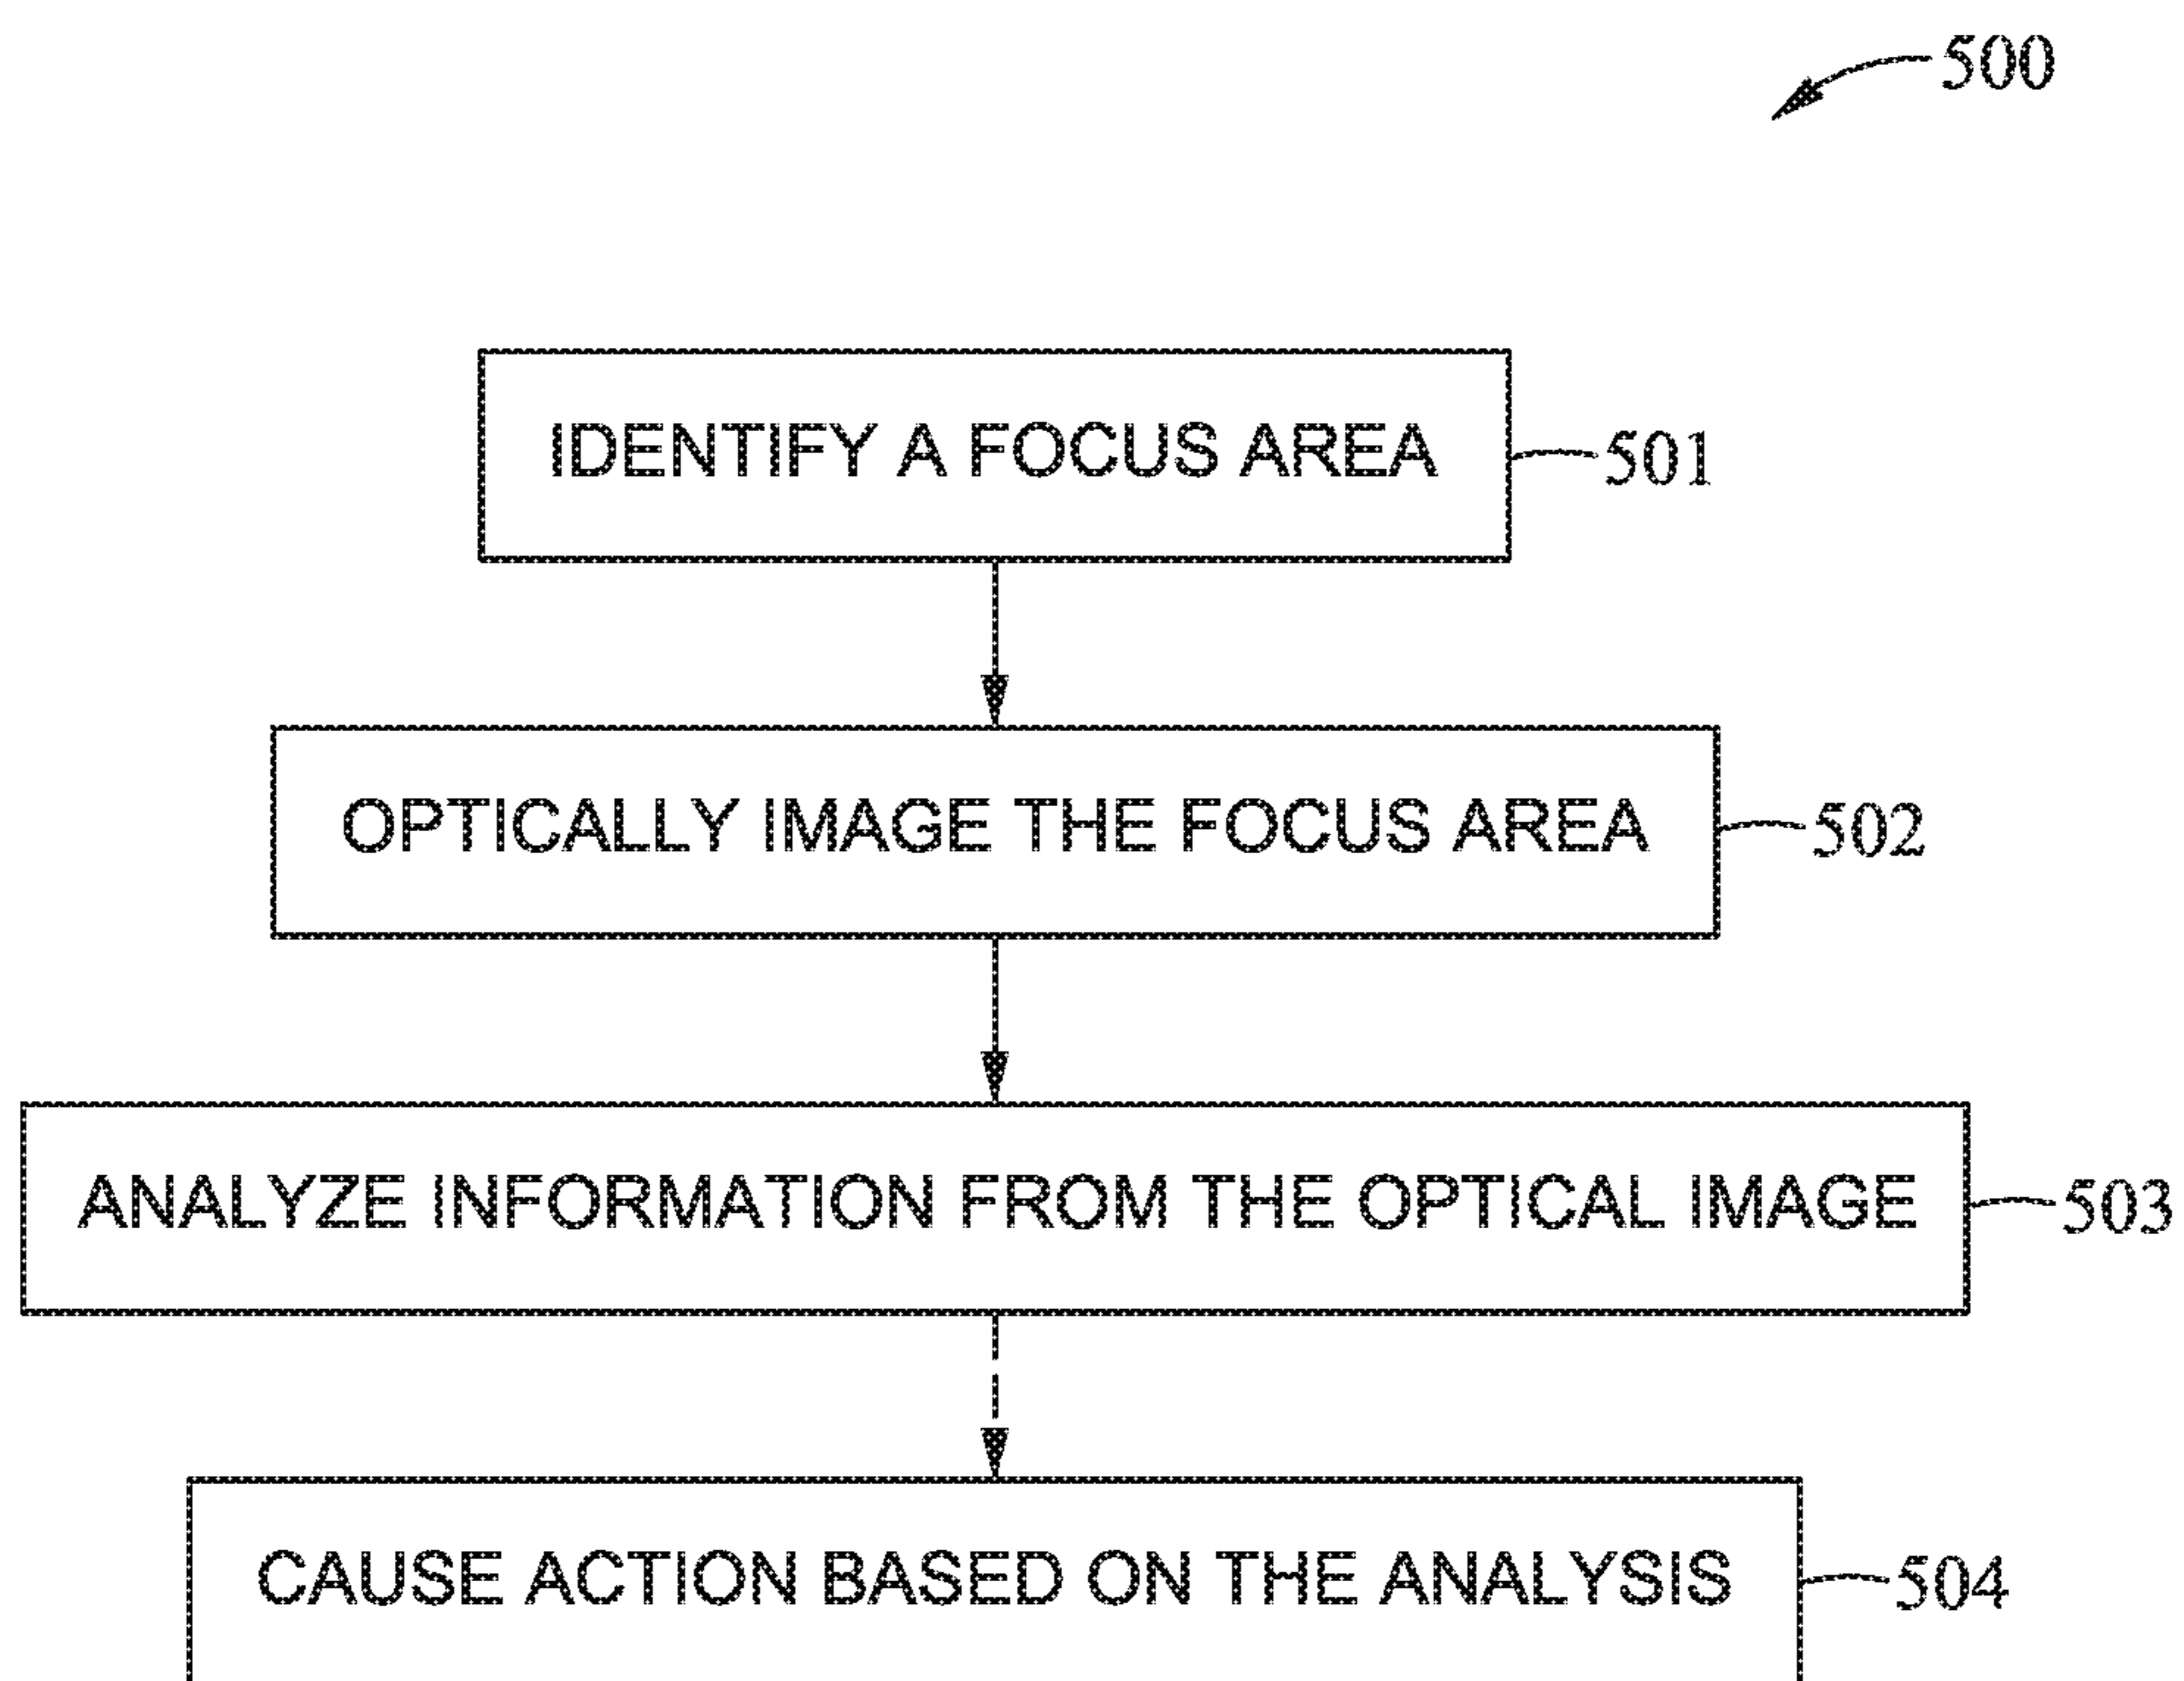 500
IDENTIFY A FOCUS AREA
501
OPTICALLY IMAGE THE FOCUS AREA
502
ANALYZE INFORMATION FROM THE OPTICAL IMAGE
503
CAUSE ACTION BASED ON THE ANALYSIS
504